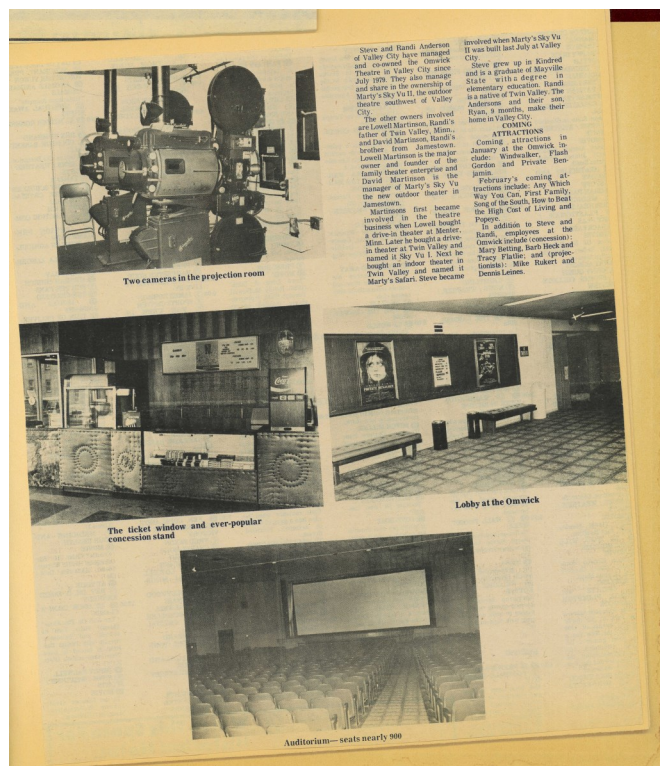 Steve and Randi Anderson
of Valley City have managed
and co-owned the Omwick
Theatre in Valley City since
July 1979. They also manage
and share in the ownership of
Marty's Sky Vu II, the outdoor
theatre southwest of Valley
City.
The other owners involved
are Lowell Martinson, Randi's
father of Twin Valley, Minn.,
and David Martinson, Randi's
brother from Jamestown.
Lowell Martinson is the major
owner and founder of the
family theater enterprise and
David Martinson is the
manager of Marty's Sky Vu
the new outdoor theater in
Jamestown.
Martinsons first became
involved in the theatre
business when Lowell bought
a drive-in theater at Menter,
Minn. Later he bought a drive-
in theater at Twin Valley and
named it Sky Vu I. Next he
bought an indoor theater in
Twin Valley and named it
Marty's Safari. Steve became
involved when Marty's Sky Vu
II was built last July at Valley
City.
Steve grew up in Kindred
and is a graduate of Mayville
State with a degree in
elementary education. Randi
is a native of Twin Valley. The
Andersons and their son,
Ryan, 9 months, make their
home in Valley City.
COMING
ATTRACTIONS
Coming attractions in
January at the Omwick in-
clude: Windwalker, Flash
Gordon and Private Ben-
jamin.
February's coming at-
tractions include: Any Which
Way You Can, First Family,
Song of the South, How to Beat
the High Cost of Living and
Popeye.
In addition to Steve and
Randi, employees at the
Omwick include (concession):
Mary Betting, Barb Heck and
Tracy Flatlie; and (projec-
tionists): Mike Rukert and
Dennis Leines.
Two cameras in the projection room
Coca-Cola
The ticket window and ever-popular
concession stand
Lobby at the Omwick
Auditorium— seats nearly 900